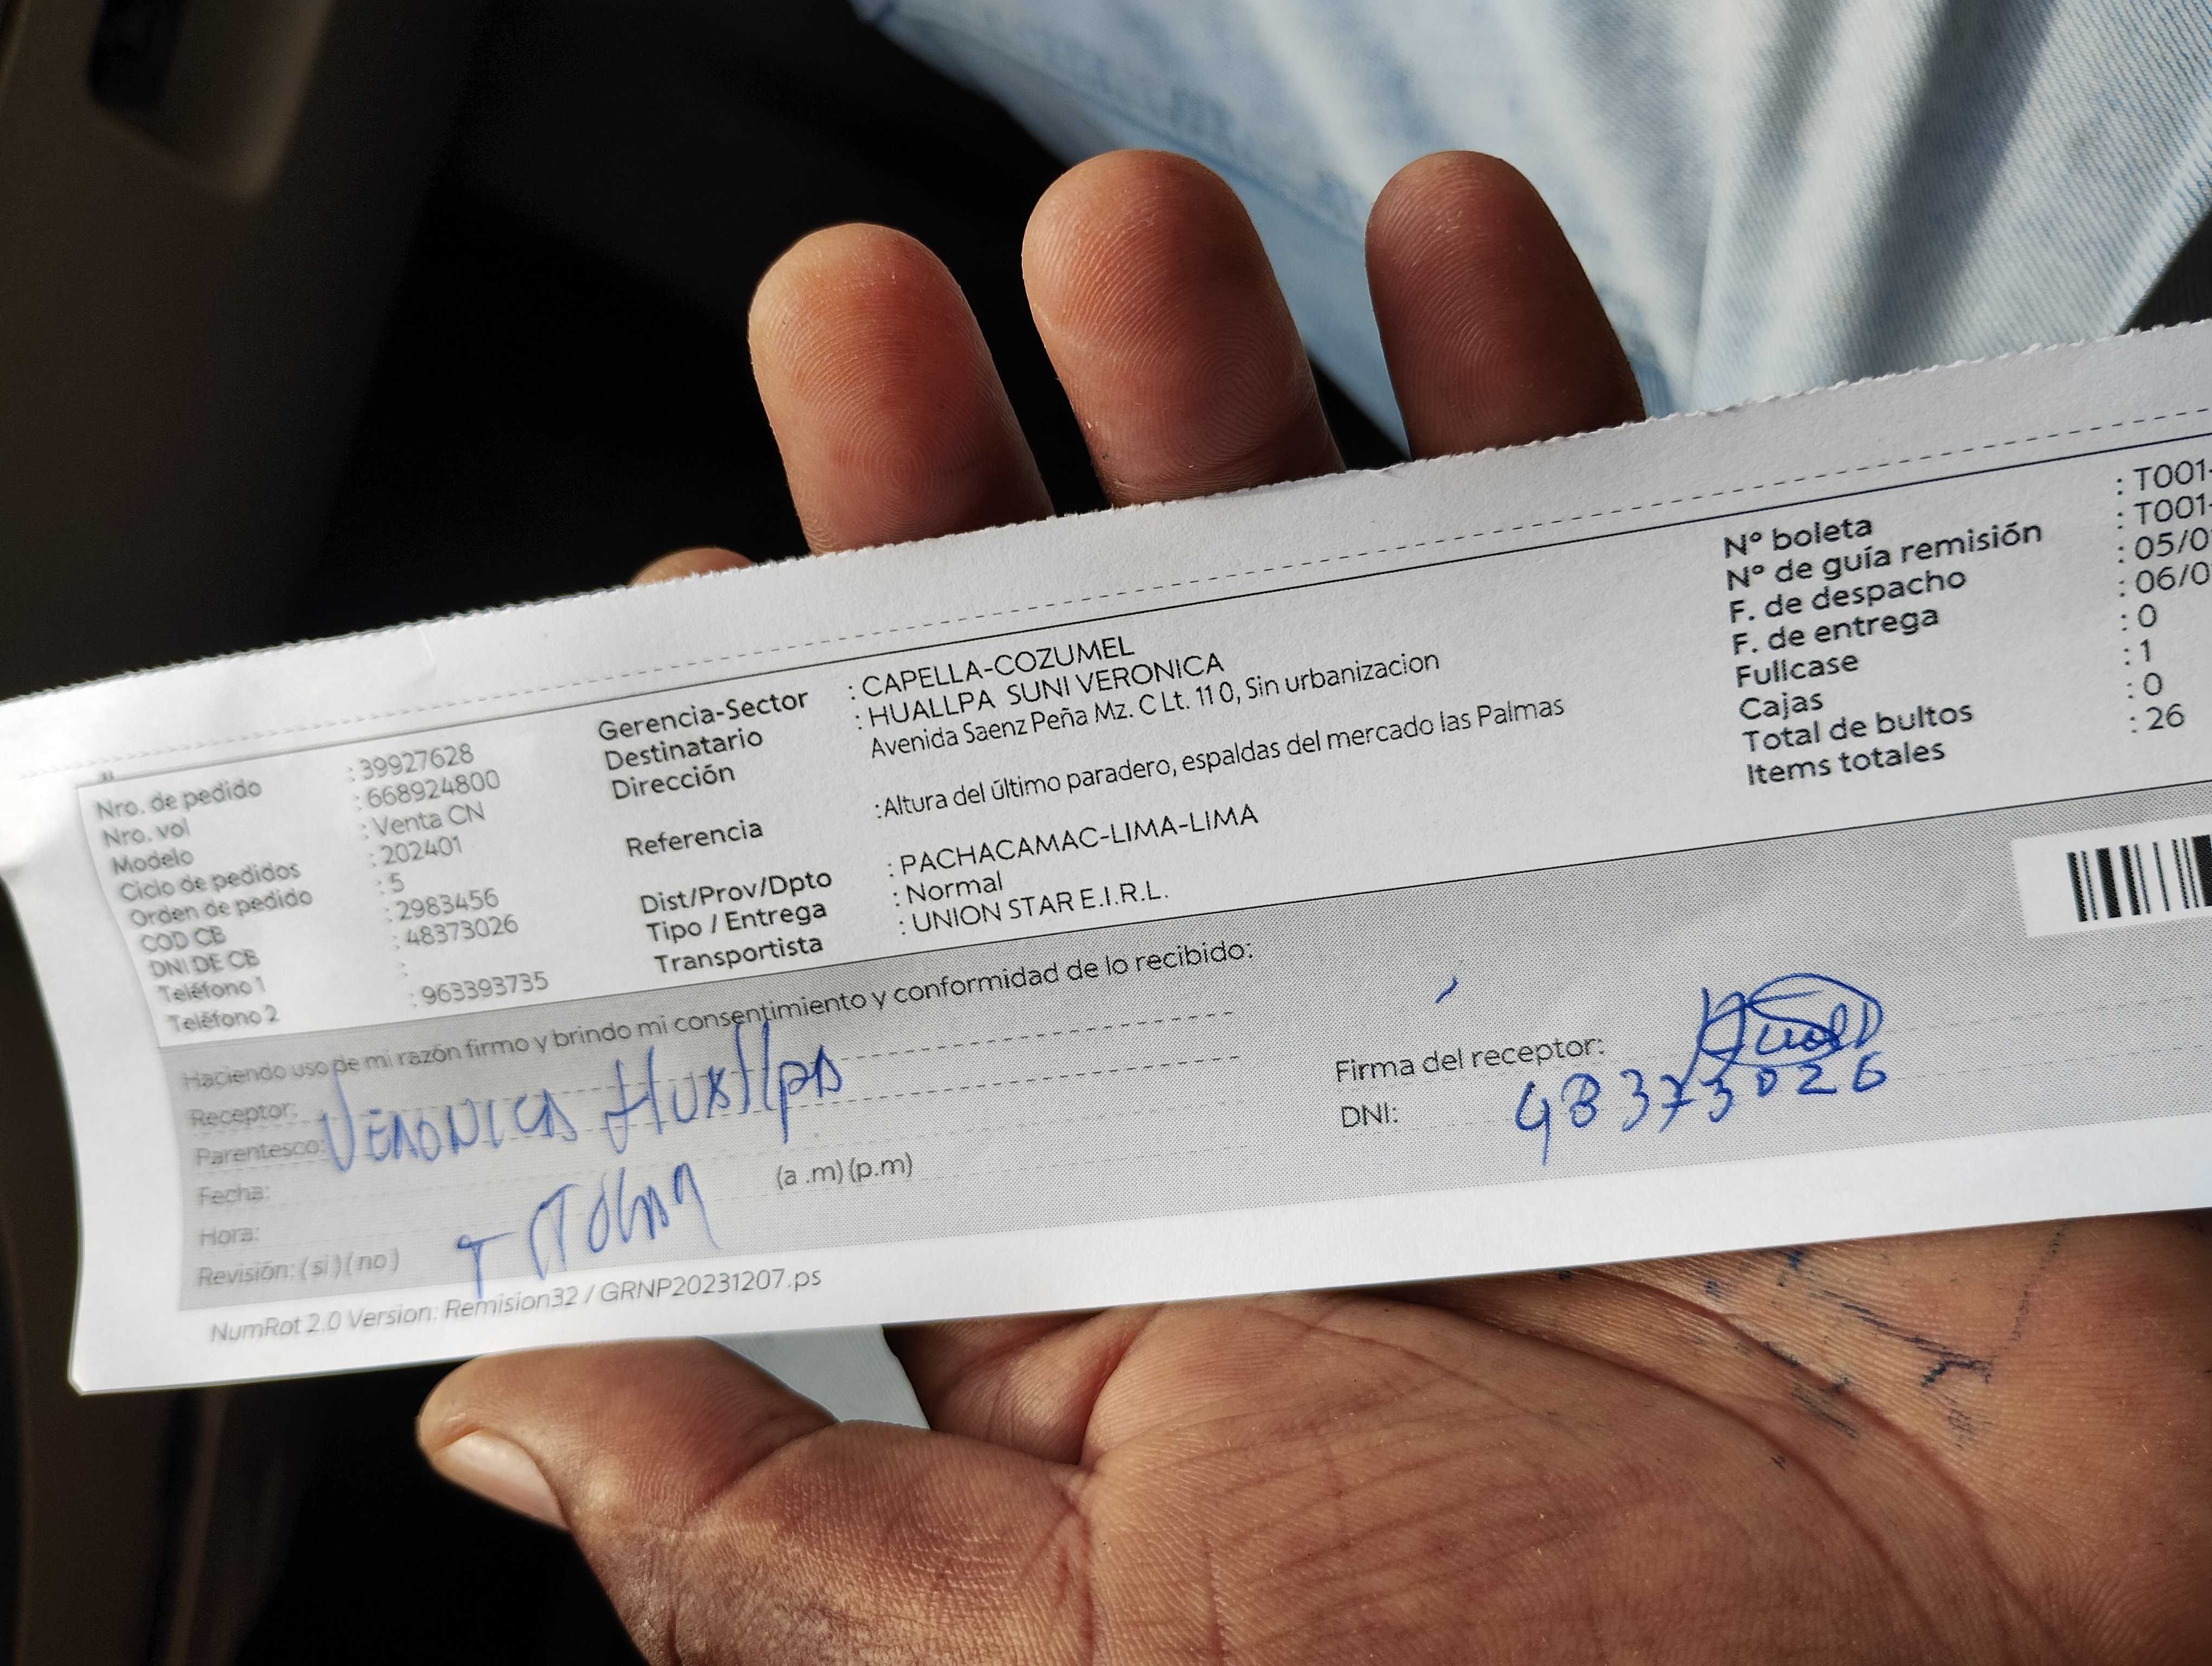 Nro. de pedido : 39927628
Nro. vol : 668924800
Modelo : Venta CN
Ciclo de pedidos : 202401
Orden de pedido : 5
COD CB : 2983456
DNI DE CB : 48373026
Teléfono 1 :
Teléfono 2 : 963393735
Gerencia-Sector : CAPELLA-COZUMEL
Destinatario : HUALLPA SUNI VERONICA
Dirección Avenida Saenz Peña Mz. C Lt. 11 0, Sin urbanizacion
Referencia :Altura del último paradero, espaldas del mercado las Palmas
Dist/Prov/Dpto : PACHACAMAC-LIMA-LIMA
Tipo / Entrega : Normal
Transportista : UNION STAR E.I.R.L.
N° boleta : T001-
N° de guía remisión : T001-
F. de despacho : 05/0
F. de entrega : 06/0
Fullcase : 0
Cajas : 1
Total de bultos : 0
Items totales : 26
Haciendo uso de mi razón firmo y brindo mi consentimiento y conformidad de lo recibido:
Receptor: VERONICA Huallpa
Parentesco:
Fecha:
Hora: (a .m) (p.m)
Revisión: ( si ) ( no )
Firma del receptor:
DNI: 48373026
NumRot 2.0 Version: Remision32 / GRNP20231207.ps